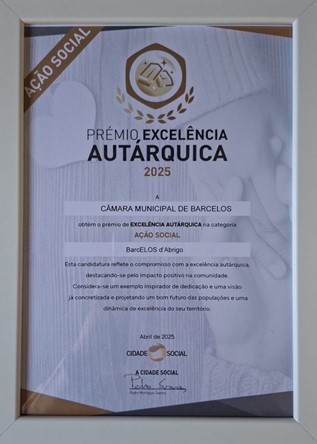 AÇÃO SOCIAL
PRÉMIO EXCELÊNCIA
AUTÁRQUICA
2025
A
CÂMARA MUNICIPAL DE BARCELOS
obtém o prémio de EXCELÊNCIA AUTÁRQUICA na categoria
AÇÃO SOCIAL
BarcELOS d'Abrigo
Esta candidatura reflete o compromisso com a excelência autárquica,
destacando-se pelo impacto positivo na comunidade.
Considera-se um exemplo inspirador de dedicação e uma visão
já concretizada e projetando um bom futuro das populações e uma
dinâmica de excelência do seu território.
Abril de 2025
CIDADE SOCIAL
A CIDADE SOCIAL